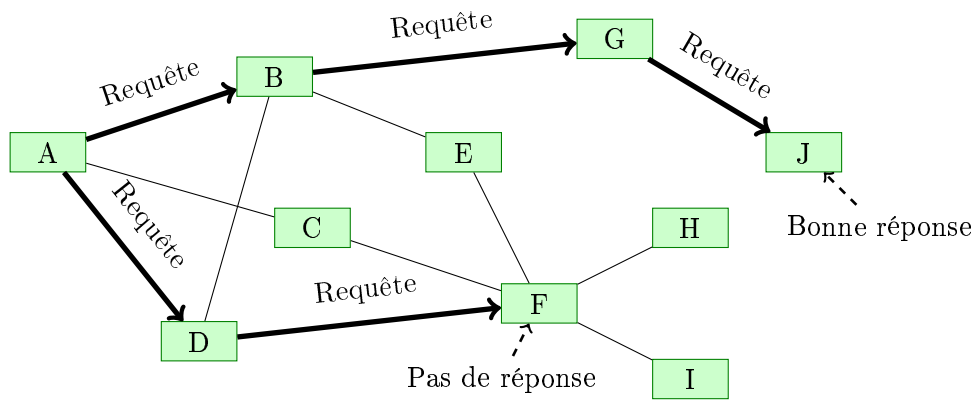 Requête
G
Requête
B
Requête
A
E
J
Requête
C
H
Bonne réponse
Requête
F
D
Pas de réponse
I